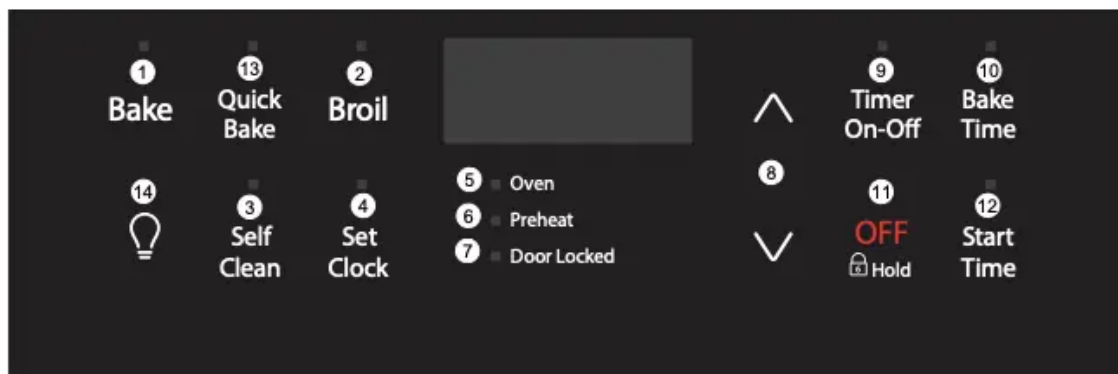 1
Bake
13
Quick
Bake
2
Broil
9
Timer
On-Off
10
Bake
Time
8
5 Oven
6 Preheat
7 Door Locked
14
3
Self
Clean
4
Set
Clock
11
OFF
Hold
12
Start
Time